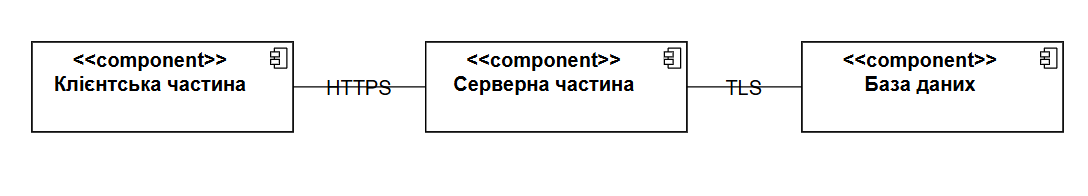 <<component>>
Клієнтська частина
HTTPS
<<component>>
Серверна частина
TLS
<<component>>
База даних